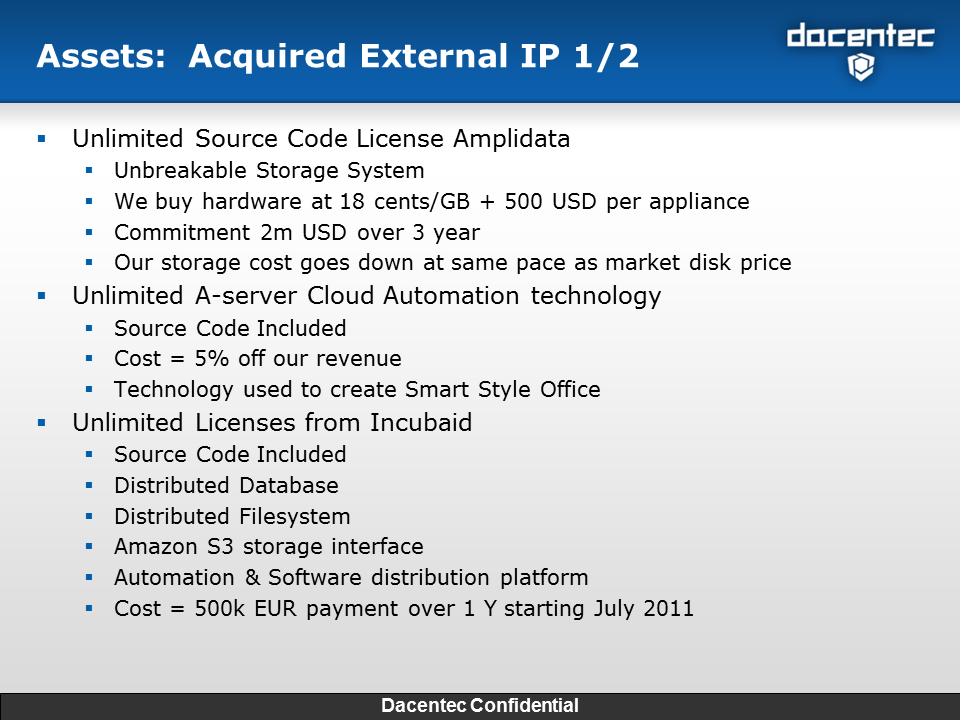 Assets: Acquired External IP 1/2
dacentec
Unlimited Source Code License Amplidata
Unbreakable Storage System
We buy hardware at 18 cents/GB + 500 USD per appliance
Commitment 2m USD over 3 year
Our storage cost goes down at same pace as market disk price
Unlimited A-server Cloud Automation technology
Source Code Included
Cost = 5% off our revenue
Technology used to create Smart Style Office
Unlimited Licenses from Incubaid
Source Code Included
Distributed Database
Distributed Filesystem
Amazon S3 storage interface
Automation & Software distribution platform
Cost = 500k EUR payment over 1 Y starting July 2011
Dacentec Confidential